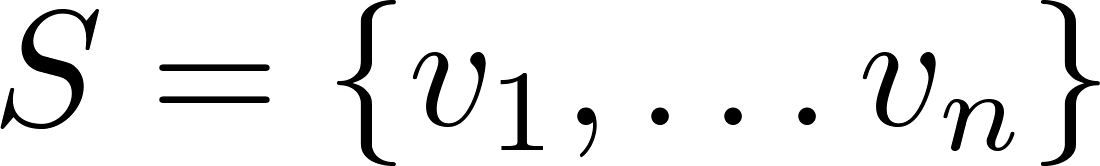 S = {v₁, . . . vₙ}